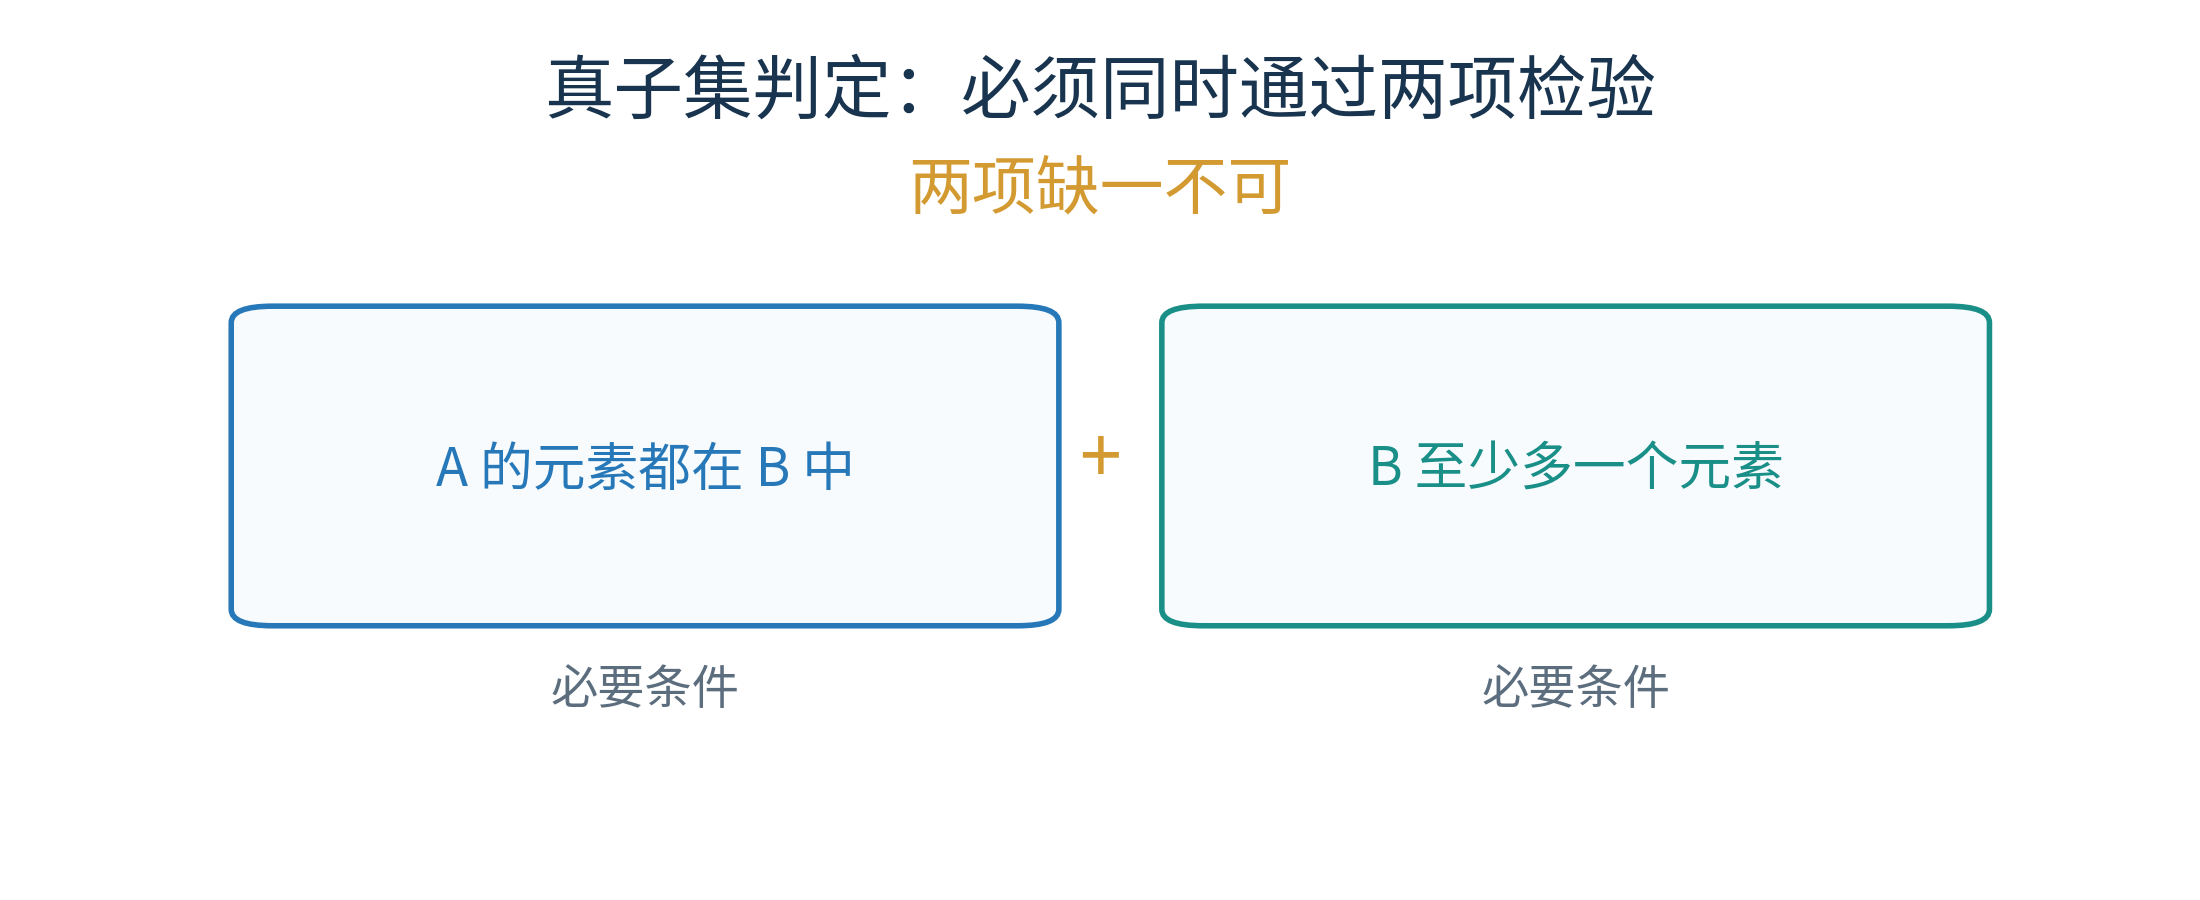 真子集判定：必须同时通过两项检验
两项缺一不可
A 的元素都在 B 中
+
B 至少多一个元素
必要条件
必要条件